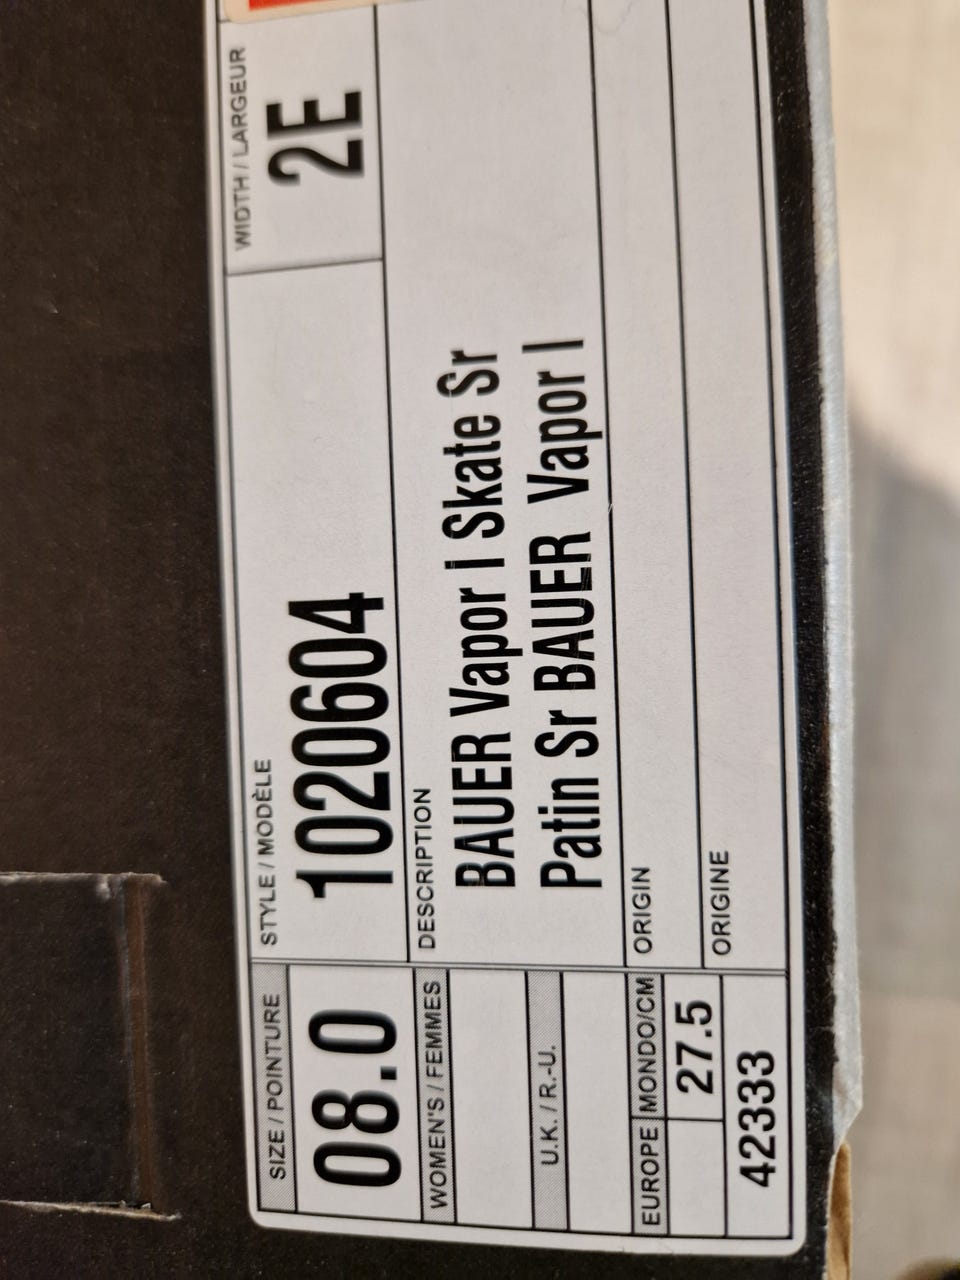 SIZE / POINTURE
08.0
STYLE / MODÈLE
1020604
WIDTH / LARGEUR
2E
WOMEN'S / FEMMES
U.K. / R.-U.
EUROPE
MONDO/CM
27.5
42333
DESCRIPTION
BAUER Vapor I Skate Sr
Patin Sr BAUER Vapor I
ORIGIN
ORIGINE